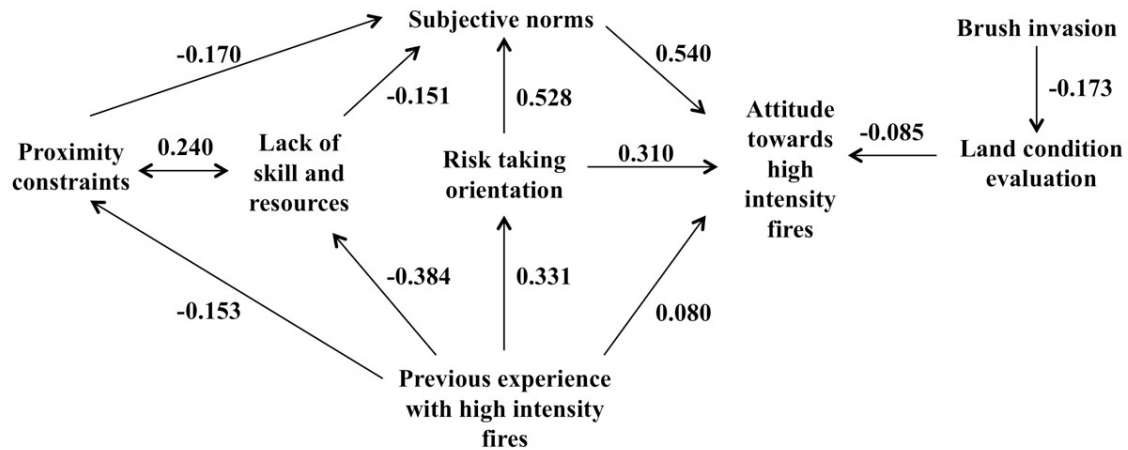 Subjective norms
Brush invasion
-0.170
0.540
-0.151
0.528
-0.173
Proximity
constraints
0.240
Lack of
skill and
resources
Risk taking
orientation
0.310
Attitude
towards
high
intensity
fires
-0.085
Land condition
evaluation
-0.153
-0.384
0.331
0.080
Previous experience
with high intensity
fires